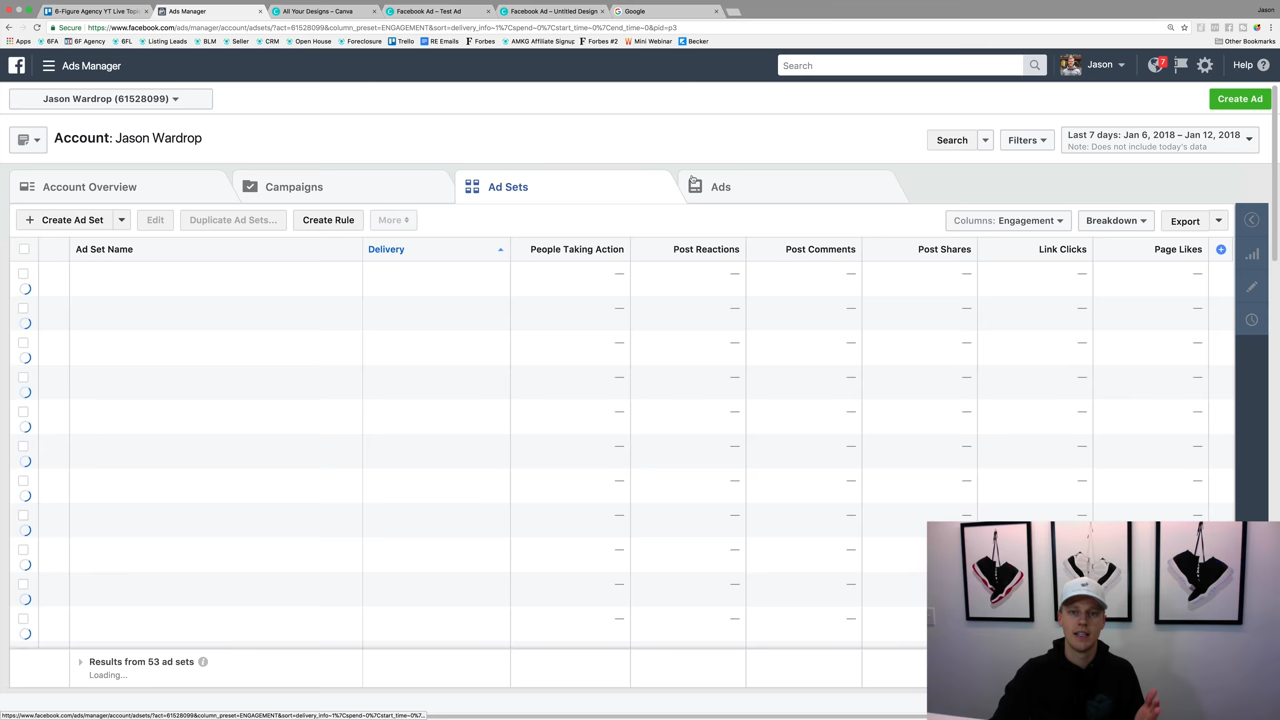 6-Figure Agency YT Live Topi
Ads Manager
All Your Designs – Canva
Facebook Ad – Test Ad
Facebook Ad – Untitled Design
Google
Jason
Secure
https://www.facebook.com/ads/manager/account/adsets/?act=61528099&column_preset=ENGAGEMENT&sort=delivery_info~1%7Cspend~0%7Cstart_time~0%7Cend_time~0&pid=p3
Apps
6FA
6F Agency
6FL
Listing Leads
BLM
Seller
CRM
Open House
Foreclosure
Trello
RE Emails
Forbes
AMKG Affiliate Signup
Forbes #2
Mini Webinar
Becker
Other Bookmarks
Ads Manager
Search
Jason
7
Help
Jason Wardrop (61528099)
Create Ad
Account: Jason Wardrop
Search
Filters
Last 7 days: Jan 6, 2018 – Jan 12, 2018
Note: Does not include today's data
Account Overview
Campaigns
Ad Sets
Ads
+ Create Ad Set
Edit
Duplicate Ad Sets...
Create Rule
More
Columns: Engagement
Breakdown
Export
Ad Set Name
Delivery
People Taking Action
Post Reactions
Post Comments
Post Shares
Link Clicks
Page Likes
Results from 53 ad sets
Loading...
https://www.facebook.com/ads/manager/account/adsets/?act=61528099&column_preset=ENGAGEMENT&sort=delivery_info~1%7Cspend~0%7Cstart_time~0%7Cend_time~0%7...